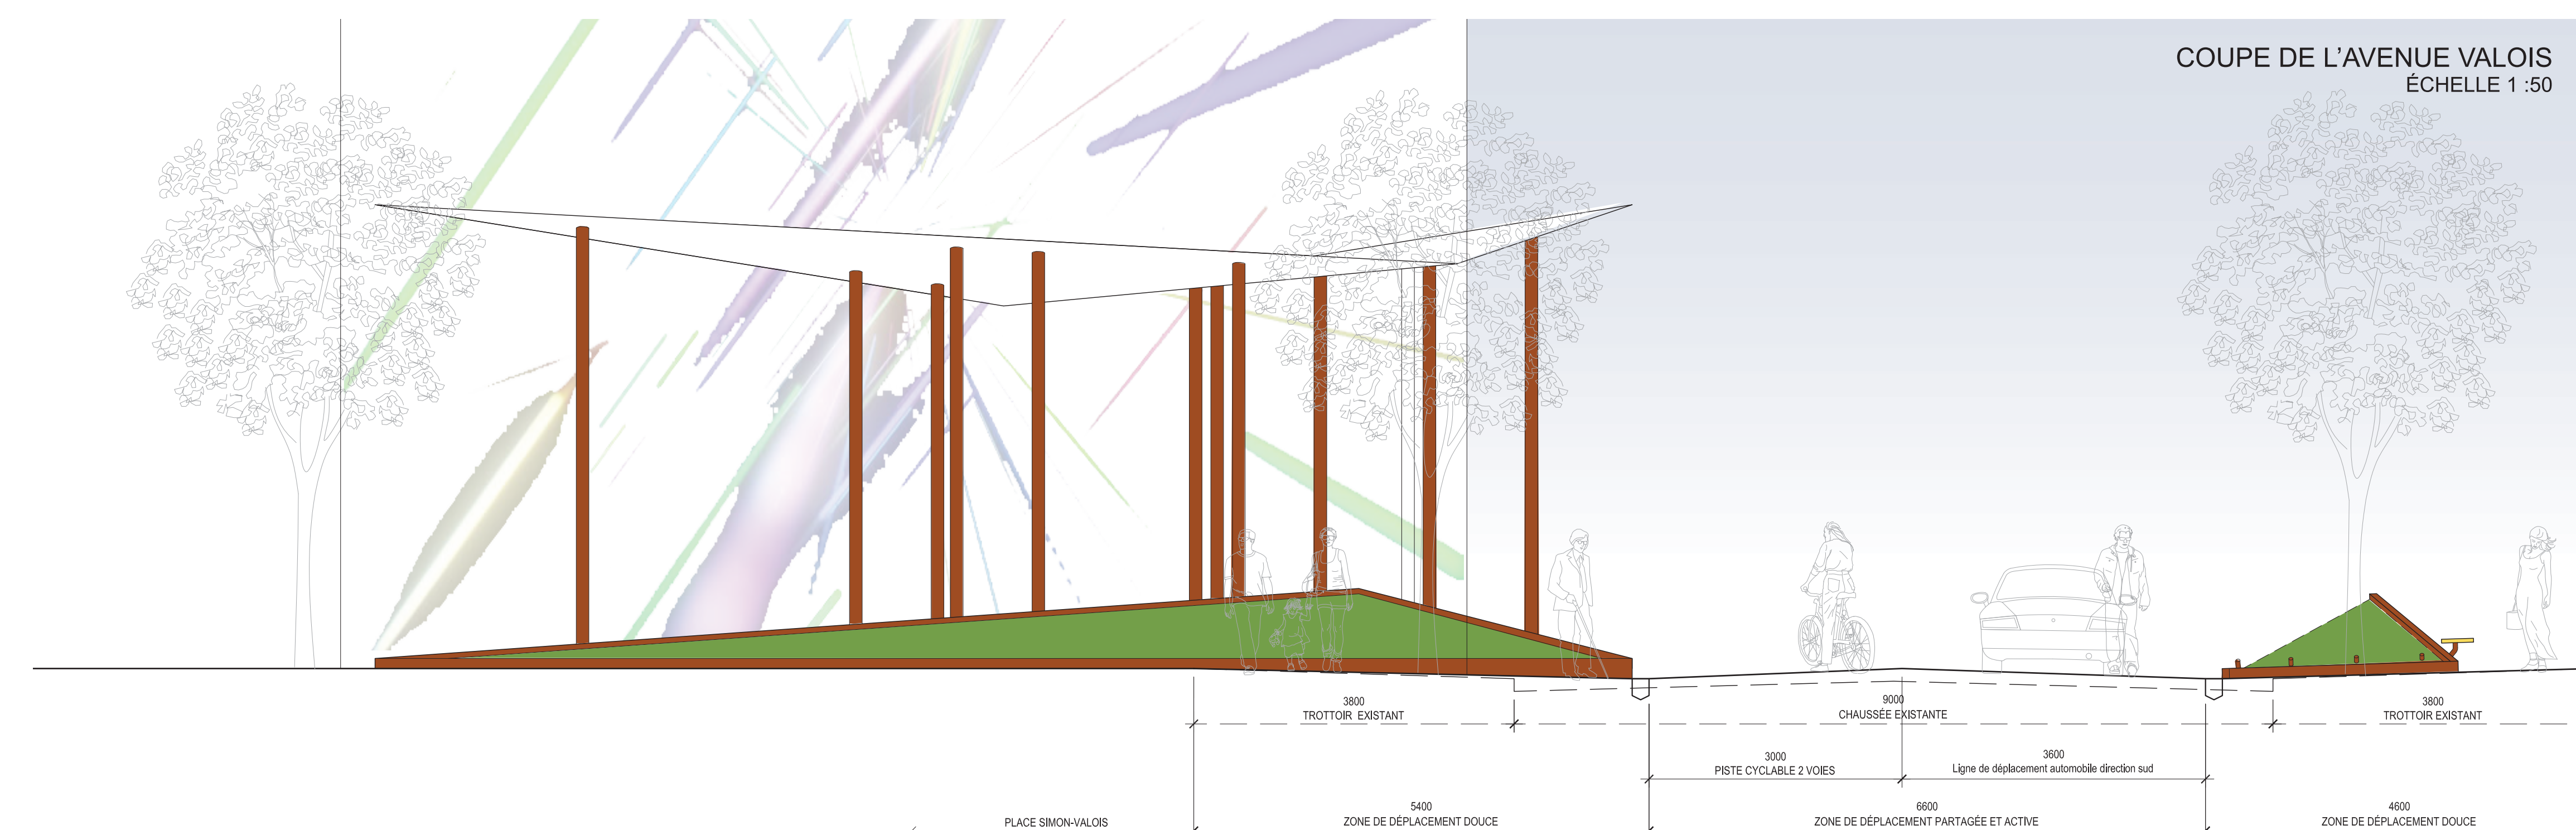 COUPE DE L'AVENUE VALOIS
ÉCHELLE 1 :50
3800
TROTTOIR EXISTANT
9000
CHAUSSÉE EXISTANTE
3800
TROTTOIR EXISTANT
3000
PISTE CYCLABLE 2 VOIES
3600
Ligne de déplacement automobile direction sud
PLACE SIMON-VALOIS
5400
ZONE DE DÉPLACEMENT DOUCE
6600
ZONE DE DÉPLACEMENT PARTAGÉE ET ACTIVE
4600
ZONE DE DÉPLACEMENT DOUCE